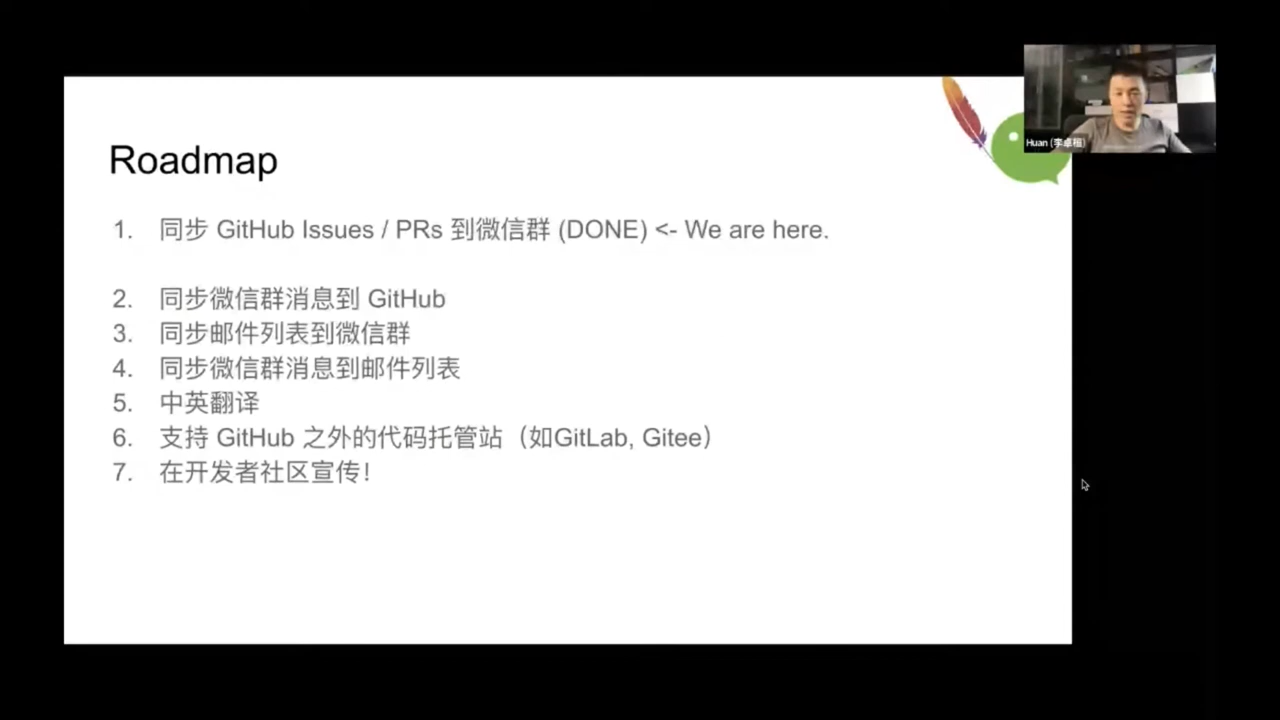 Roadmap
1. 同步 GitHub Issues / PRs 到微信群 (DONE) <- We are here.
2. 同步微信群消息到 GitHub
3. 同步邮件列表到微信群
4. 同步微信群消息到邮件列表
5. 中英翻译
6. 支持 GitHub 之外的代码托管站（如GitLab, Gitee）
7. 在开发者社区宣传！
Huan (李卓桓)